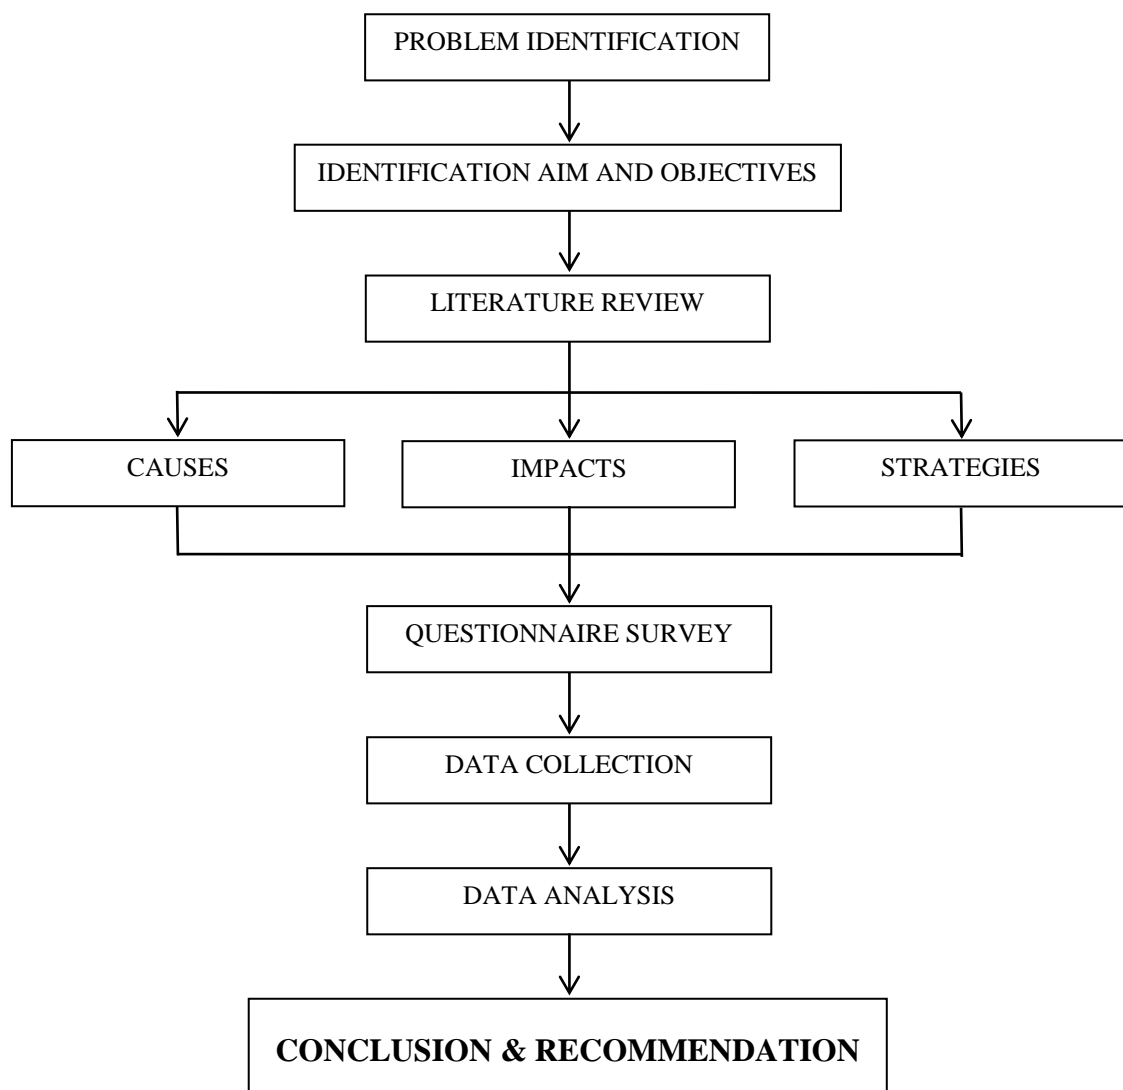 PROBLEM IDENTIFICATION
IDENTIFICATION AIM AND OBJECTIVES
LITERATURE REVIEW
CAUSES
IMPACTS
STRATEGIES
QUESTIONNAIRE SURVEY
DATA COLLECTION
DATA ANALYSIS
CONCLUSION & RECOMMENDATION